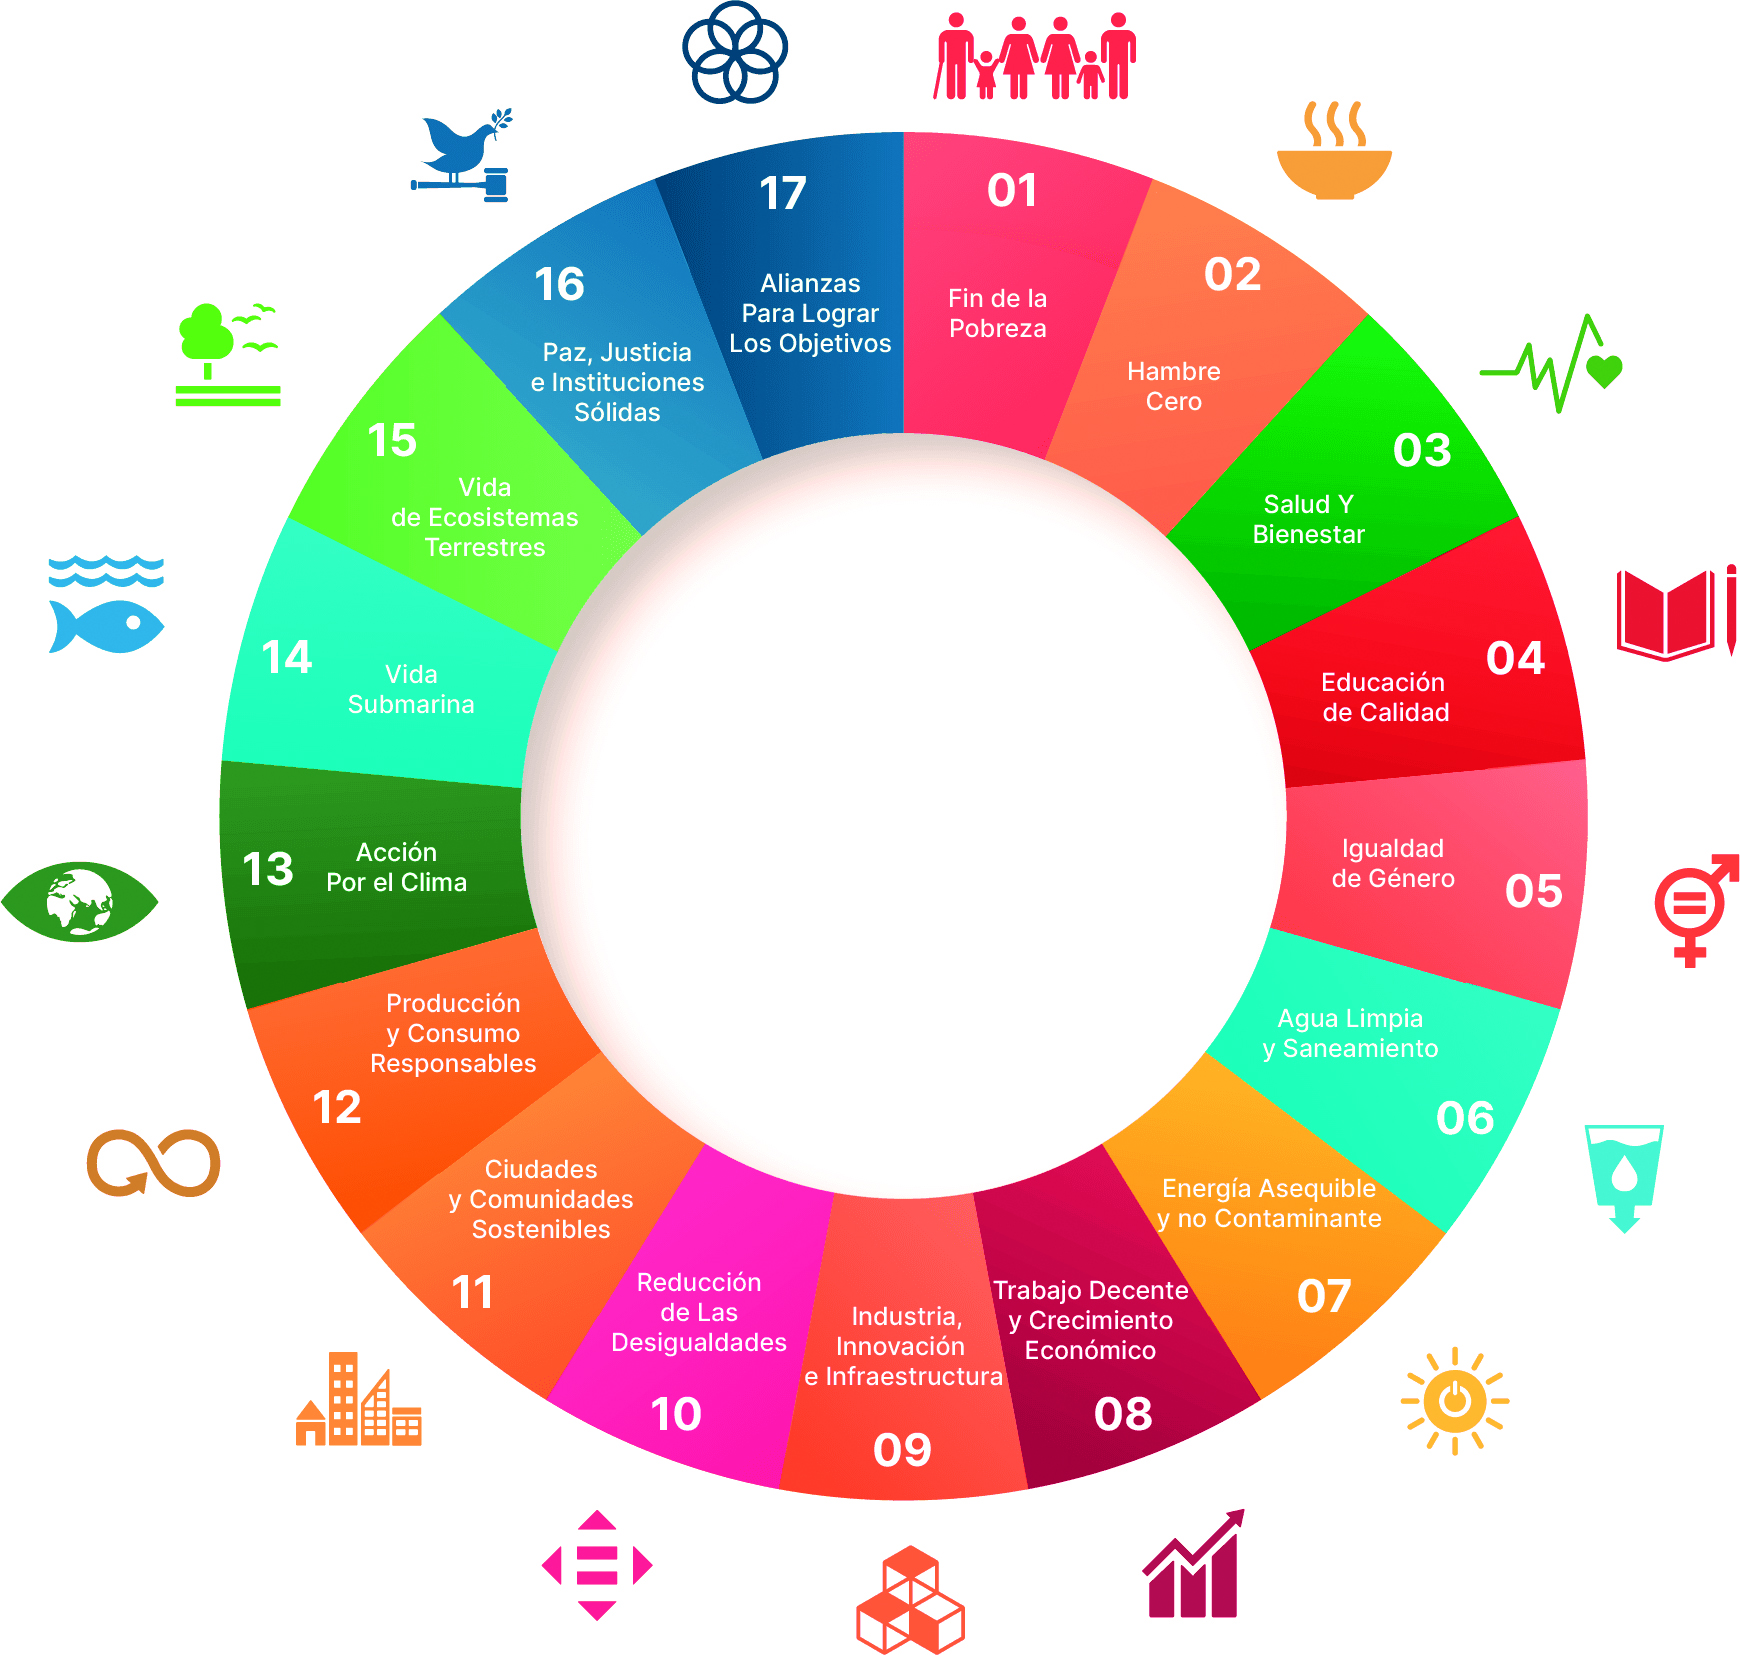 01
Fin de la
Pobreza
02
Hambre
Cero
03
Salud Y
Bienestar
04
Educación
de Calidad
05
Igualdad
de Género
06
Agua Limpia
y Saneamiento
07
Energía Asequible
y no Contaminante
08
Trabajo Decente
y Crecimiento
Económico
09
Industria,
Innovación
e Infraestructura
10
Reducción
de Las
Desigualdades
11
Ciudades
y Comunidades
Sostenibles
12
Producción
y Consumo
Responsables
13
Acción
Por el Clima
14
Vida
Submarina
15
Vida
de Ecosistemas
Terrestres
16
Paz, Justicia
e Instituciones
Sólidas
17
Alianzas
Para Lograr
Los Objetivos